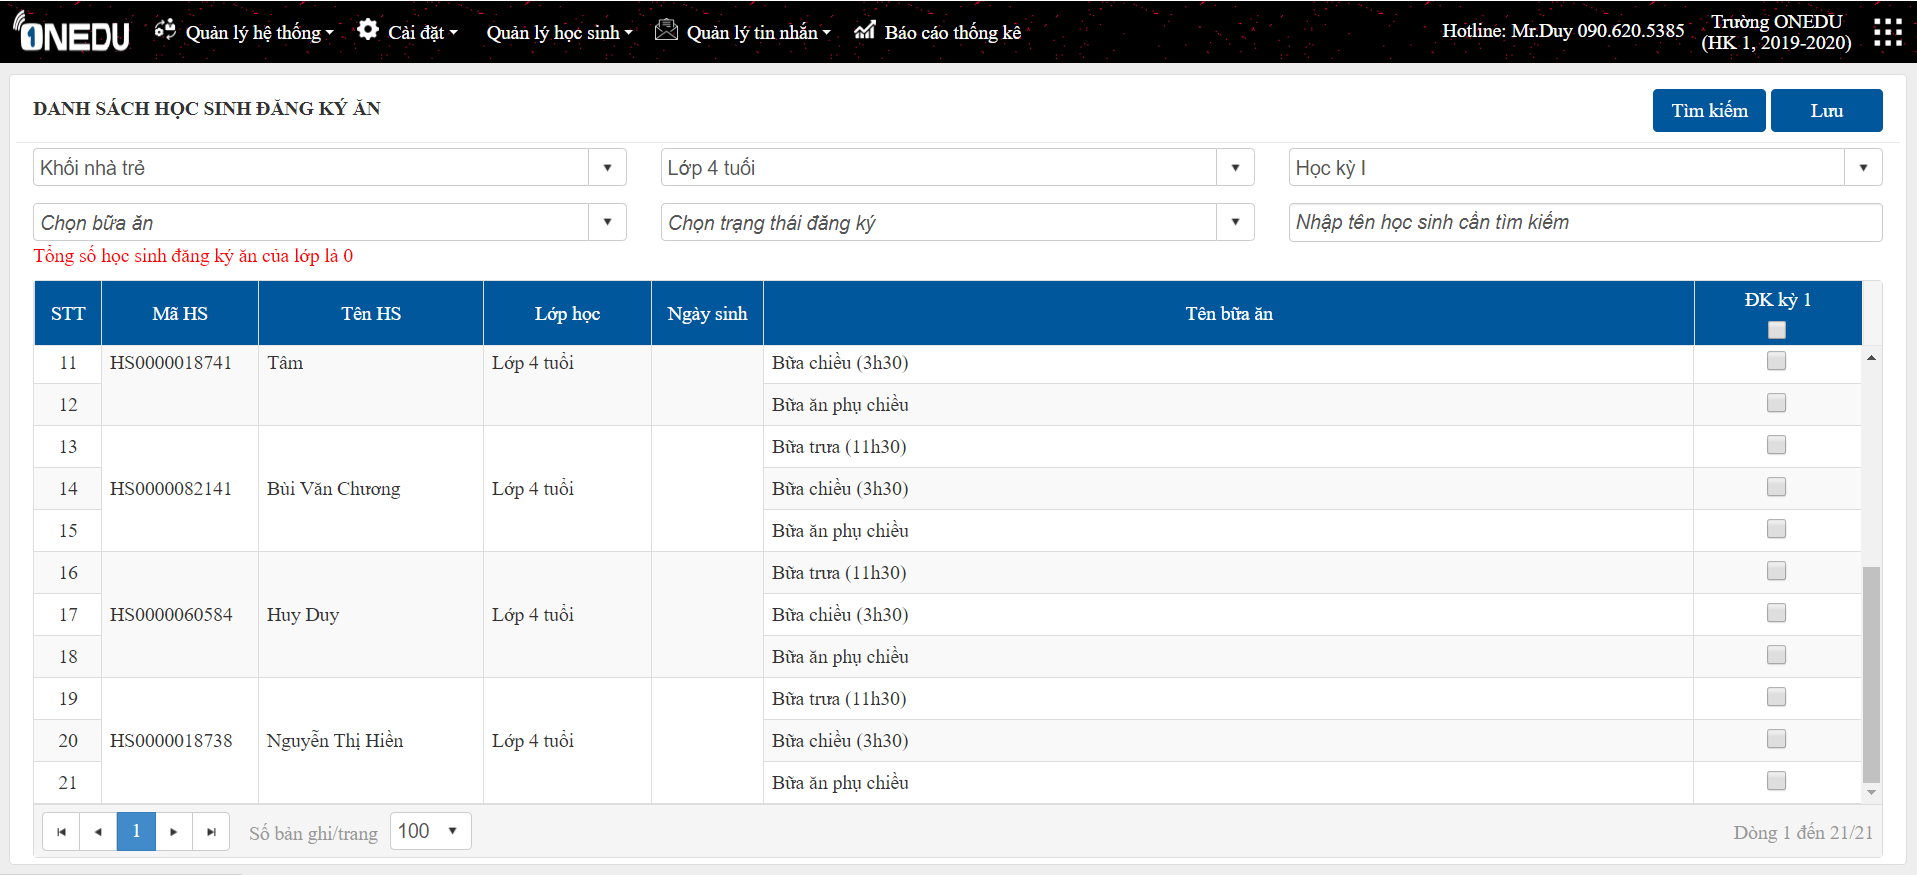 ONEDU Quản lý hệ thống Cài đặt Quản lý học sinh Quản lý tin nhắn Báo cáo thống kê Hotline: Mr.Duy 090.620.5385 Trường ONEDU
(HK 1, 2019-2020)
DANH SÁCH HỌC SINH ĐĂNG KÝ ĂN Tìm kiếm Lưu
Khối nhà trẻ Lớp 4 tuổi Học kỳ I
Chọn bữa ăn Chọn trạng thái đăng ký Nhập tên học sinh cần tìm kiếm
Tổng số học sinh đăng ký ăn của lớp là 0
STT Mã HS Tên HS Lớp học Ngày sinh Tên bữa ăn ĐK kỳ 1
11 HS0000018741 Tâm Lớp 4 tuổi Bữa chiều (3h30)
12 Bữa ăn phụ chiều
13 Bữa trưa (11h30)
14 HS0000082141 Bùi Văn Chương Lớp 4 tuổi Bữa chiều (3h30)
15 Bữa ăn phụ chiều
16 Bữa trưa (11h30)
17 HS0000060584 Huy Duy Lớp 4 tuổi Bữa chiều (3h30)
18 Bữa ăn phụ chiều
19 Bữa trưa (11h30)
20 HS0000018738 Nguyễn Thị Hiền Lớp 4 tuổi Bữa chiều (3h30)
21 Bữa ăn phụ chiều
1 Số bản ghi/trang 100 Dòng 1 đến 21/21